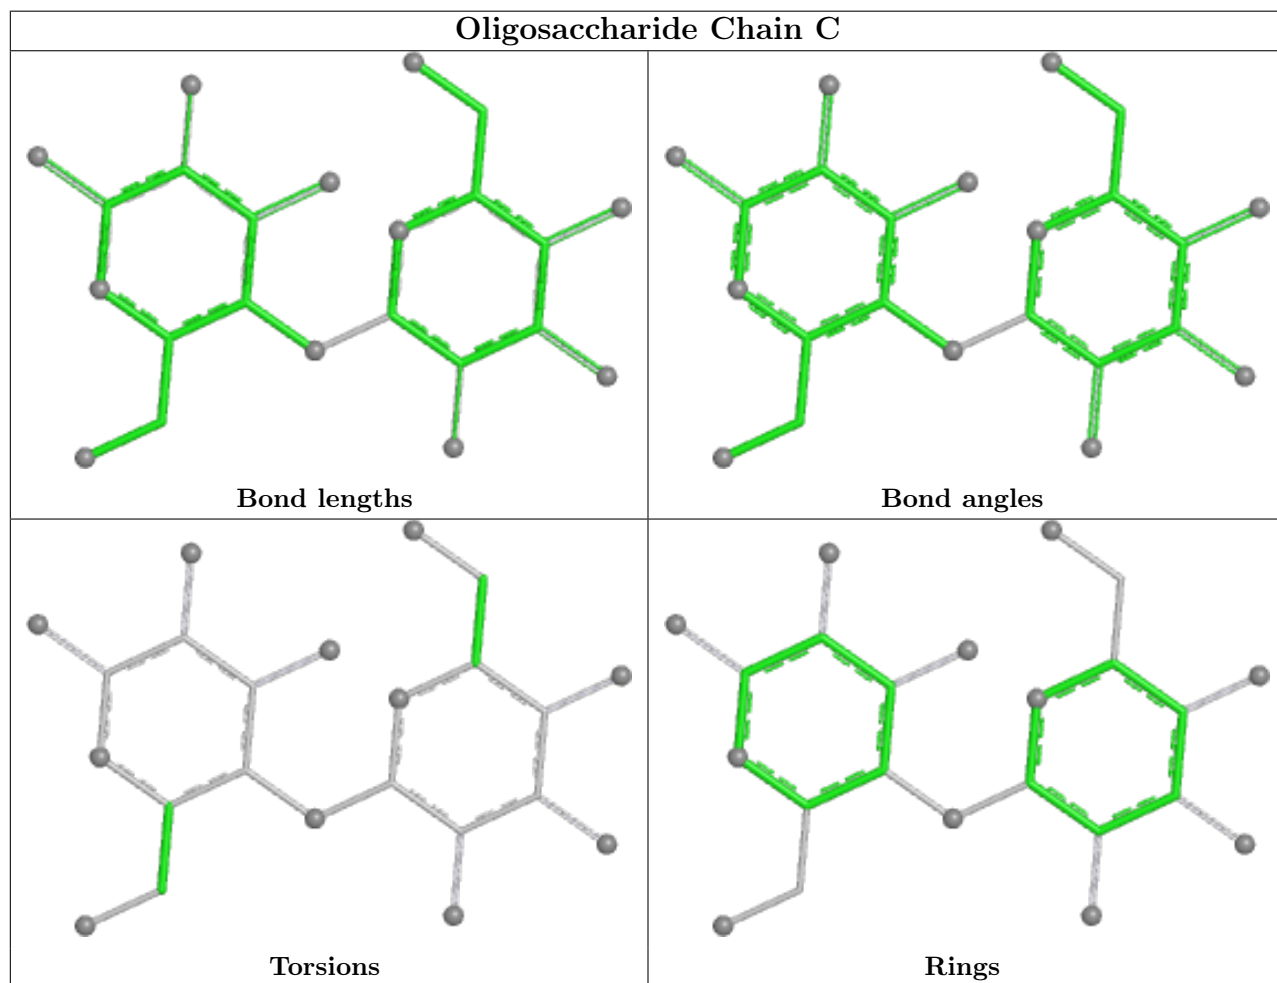 Oligosaccharide Chain C
Bond lengths
Bond angles
Torsions
Rings